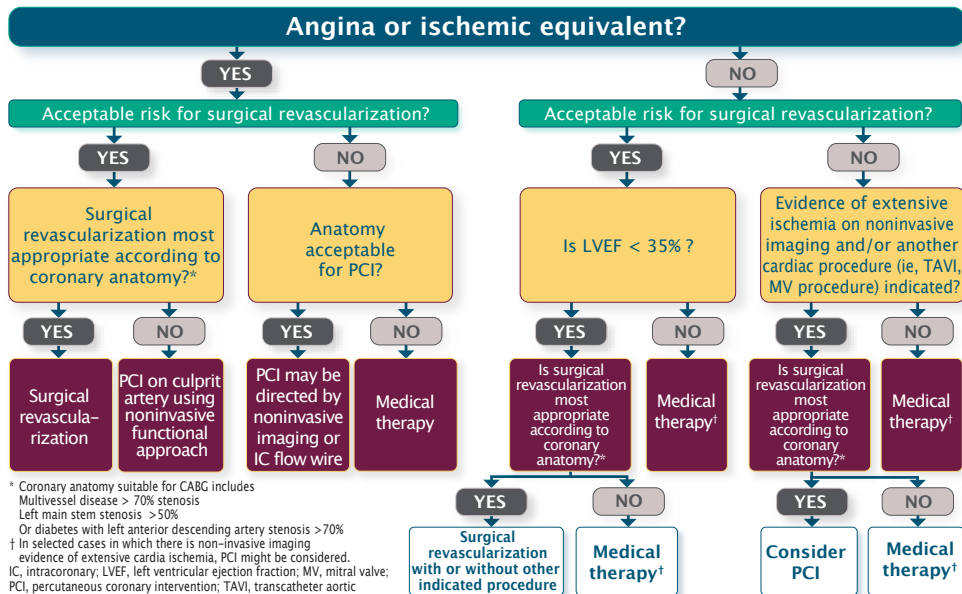 Angina or ischemic equivalent?
YES
NO
Acceptable risk for surgical revascularization?
Acceptable risk for surgical revascularization?
YES
NO
YES
NO
Surgical
revascularization most
appropriate according to
coronary anatomy?*
Anatomy
acceptable
for PCI?
Is LVEF < 35% ?
Evidence of extensive
ischemia on noninvasive
imaging and/or another
cardiac procedure (ie, TAVI,
MV procedure) indicated?
YES
NO
YES
NO
YES
NO
YES
NO
Surgical
revascula-
rization
PCI on culprit
artery using
noninvasive
functional
approach
PCI may be
directed by
noninvasive
imaging or
IC flow wire
Medical
therapy
Is surgical
revascularization
most
appropriate
according to
coronary
anatomy?*
Medical
therapy†
Is surgical
revascularization
most
appropriate
according to
coronary
anatomy?*
Medical
therapy†
YES
NO
YES
NO
Surgical
revascularization
with or without other
indicated procedure
Medical
therapy†
Consider
PCI
Medical
therapy†
* Coronary anatomy suitable for CABG includes
Multivessel disease > 70% stenosis
Left main stem stenosis >50%
Or diabetes with left anterior descending artery stenosis >70%
† In selected cases in which there is non-invasive imaging
evidence of extensive cardia ischemia, PCI might be considered.
IC, intracoronary; LVEF, left ventricular ejection fraction; MV, mitral valve;
PCI, percutaneous coronary intervention; TAVI, transcatheter aortic